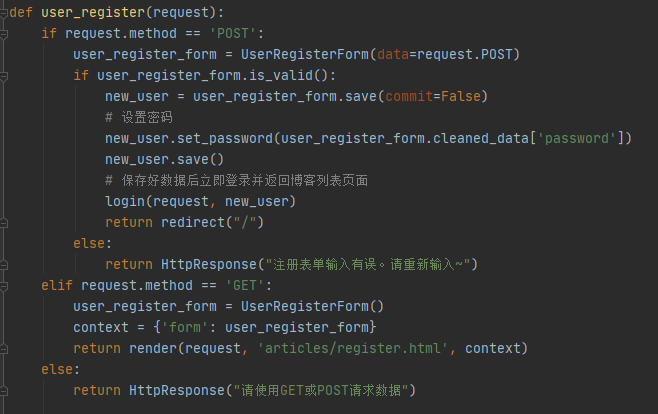 def user_register(request):
    if request.method == 'POST':
        user_register_form = UserRegisterForm(data=request.POST)
        if user_register_form.is_valid():
            new_user = user_register_form.save(commit=False)
            # 设置密码
            new_user.set_password(user_register_form.cleaned_data['password'])
            new_user.save()
            # 保存好数据后立即登录并返回博客列表页面
            login(request, new_user)
            return redirect("/")
        else:
            return HttpResponse("注册表单输入有误。请重新输入~")
    elif request.method == 'GET':
        user_register_form = UserRegisterForm()
        context = {'form': user_register_form}
        return render(request, 'articles/register.html', context)
    else:
        return HttpResponse("请使用GET或POST请求数据")